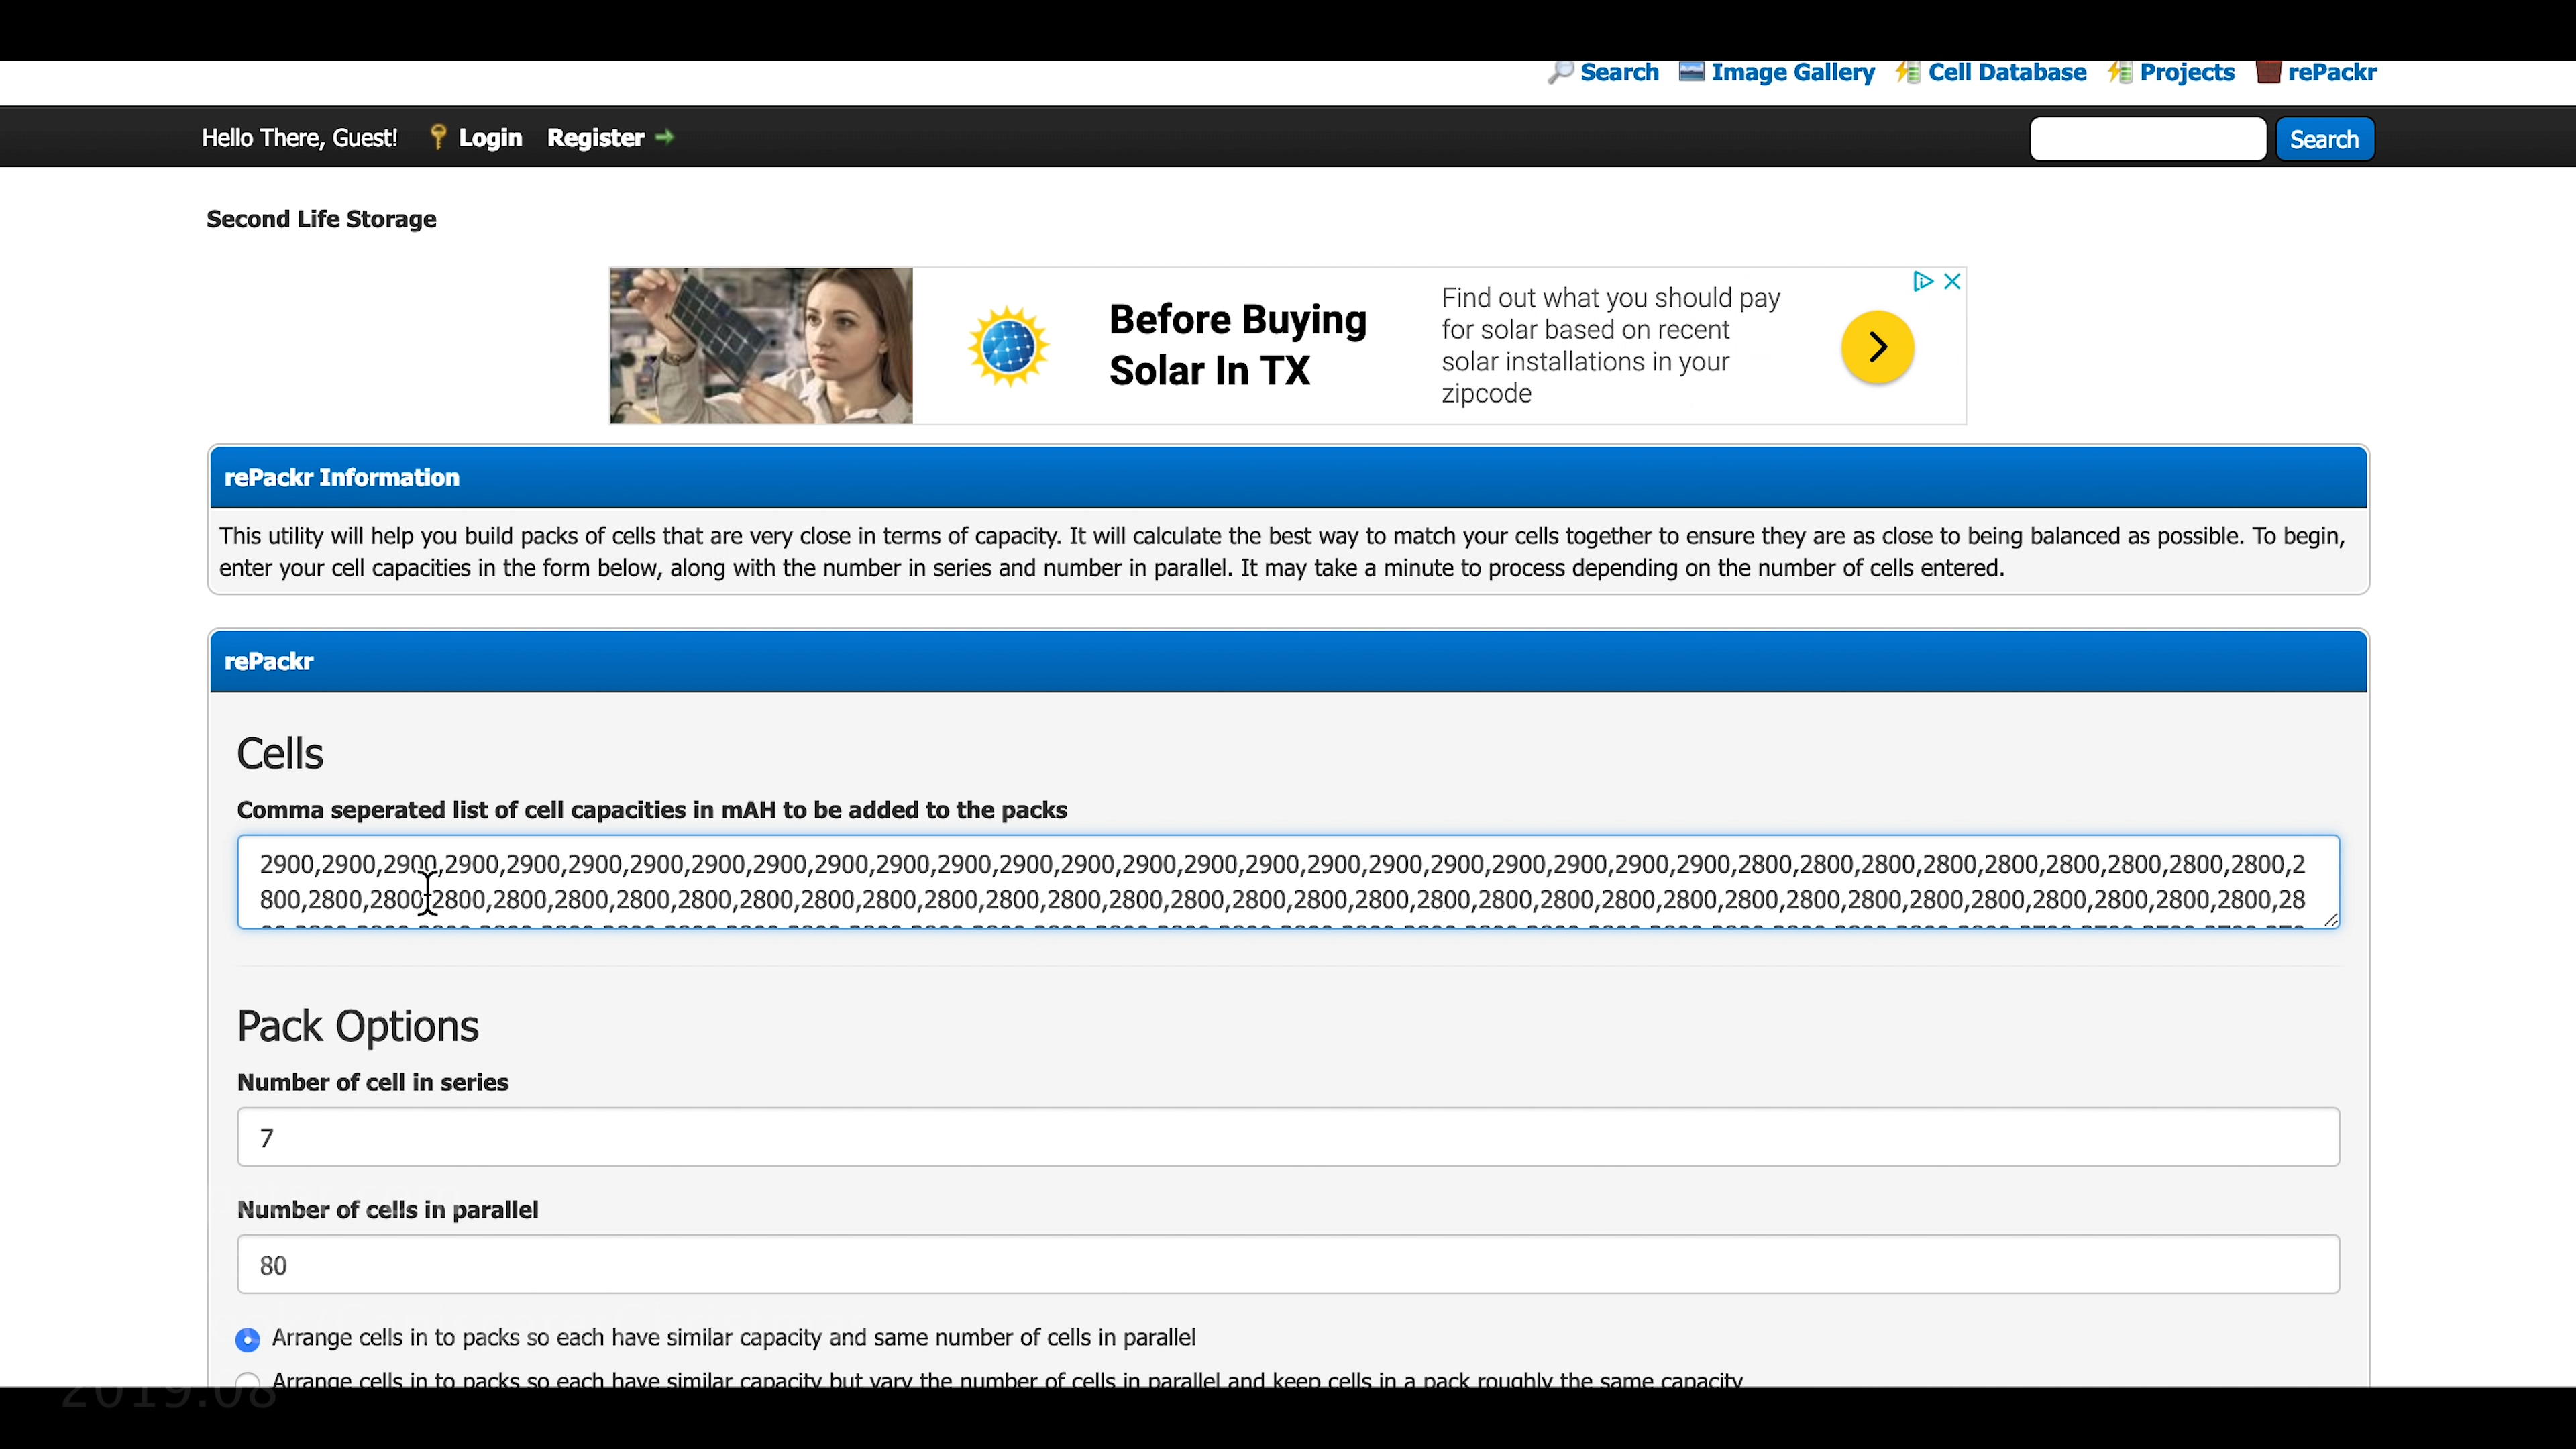 Search Image Gallery Cell Database Projects rePackr
Hello There, Guest! Login Register Search
Second Life Storage
Before Buying
Solar In TX
Find out what you should pay
for solar based on recent
solar installations in your
zipcode
rePackr Information
This utility will help you build packs of cells that are very close in terms of capacity. It will calculate the best way to match your cells together to ensure they are as close to being balanced as possible. To begin,
enter your cell capacities in the form below, along with the number in series and number in parallel. It may take a minute to process depending on the number of cells entered.
rePackr
Cells
Comma seperated list of cell capacities in mAH to be added to the packs
2900,2900,2900,2900,2900,2900,2900,2900,2900,2900,2900,2900,2900,2900,2900,2900,2900,2900,2900,2900,2900,2900,2900,2900,2800,2800,2800,2800,2800,2800,2800,2800,2800,2
800,2800,2800,2800,2800,2800,2800,2800,2800,2800,2800,2800,2800,2800,2800,2800,2800,2800,2800,2800,2800,2800,2800,2800,2800,2800,2800,2800,2800,2800,2800,2800,2800,28
Pack Options
Number of cell in series
7
Number of cells in parallel
80
Arrange cells in to packs so each have similar capacity and same number of cells in parallel
Arrange cells in to packs so each have similar capacity but vary the number of cells in parallel and keep cells in a pack roughly the same capacity
2019.08